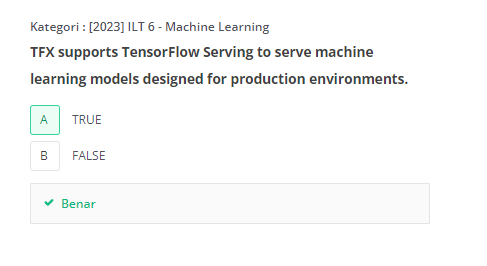 Kategori : [2023] ILT 6 - Machine Learning
TFX supports TensorFlow Serving to serve machine
learning models designed for production environments.
A TRUE
B FALSE
Benar